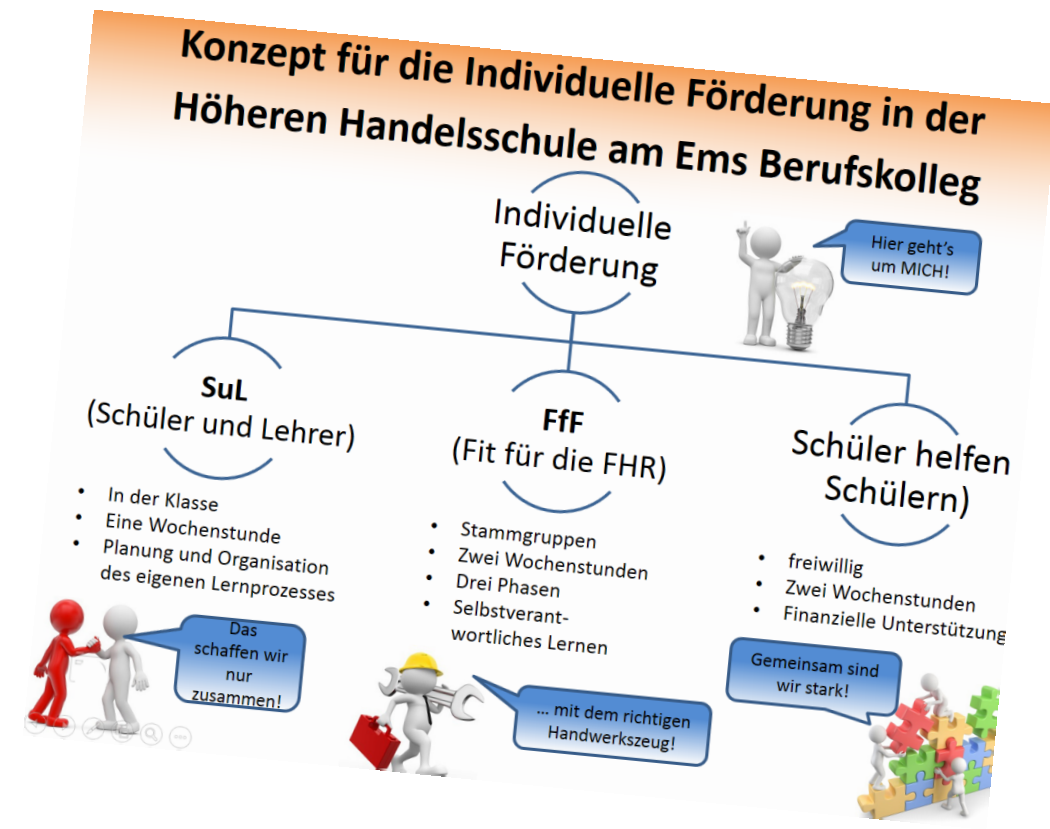 Konzept für die Individuelle Förderung in der
Höheren Handelsschule am Ems Berufskolleg
Individuelle
Förderung
Hier geht's
um MICH!
SuL
(Schüler und Lehrer)
• In der Klasse
• Eine Wochenstunde
• Planung und Organisation
des eigenen Lernprozesses
Das
schaffen wir
nur
zusammen!
FfF
(Fit für die FHR)
• Stammgruppen
• Zwei Wochenstunden
• Drei Phasen
• Selbstverant-
wortliches Lernen
... mit dem richtigen
Handwerkszeug!
Schüler helfen
Schülern)
• freiwillig
• Zwei Wochenstunden
• Finanzielle Unterstützung
Gemeinsam sind
wir stark!